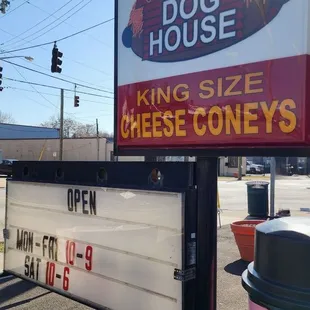 DOG
HOUSE
KING SIZE
CHEESE CONEYS
OPEN
MON-FRI 10-9
SAT 10-6